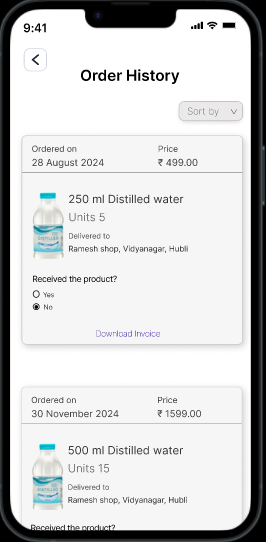 9:41
Order History
Sort by
Ordered on Price
28 August 2024 ₹ 499.00
250 ml Distilled water
Units 5
Delivered to
Ramesh shop, Vidyanagar, Hubli
Received the product?
Yes
No
Download Invoice
Ordered on Price
30 November 2024 ₹ 1599.00
500 ml Distilled water
Units 15
Delivered to
Ramesh shop, Vidyanagar, Hubli
Received the product?